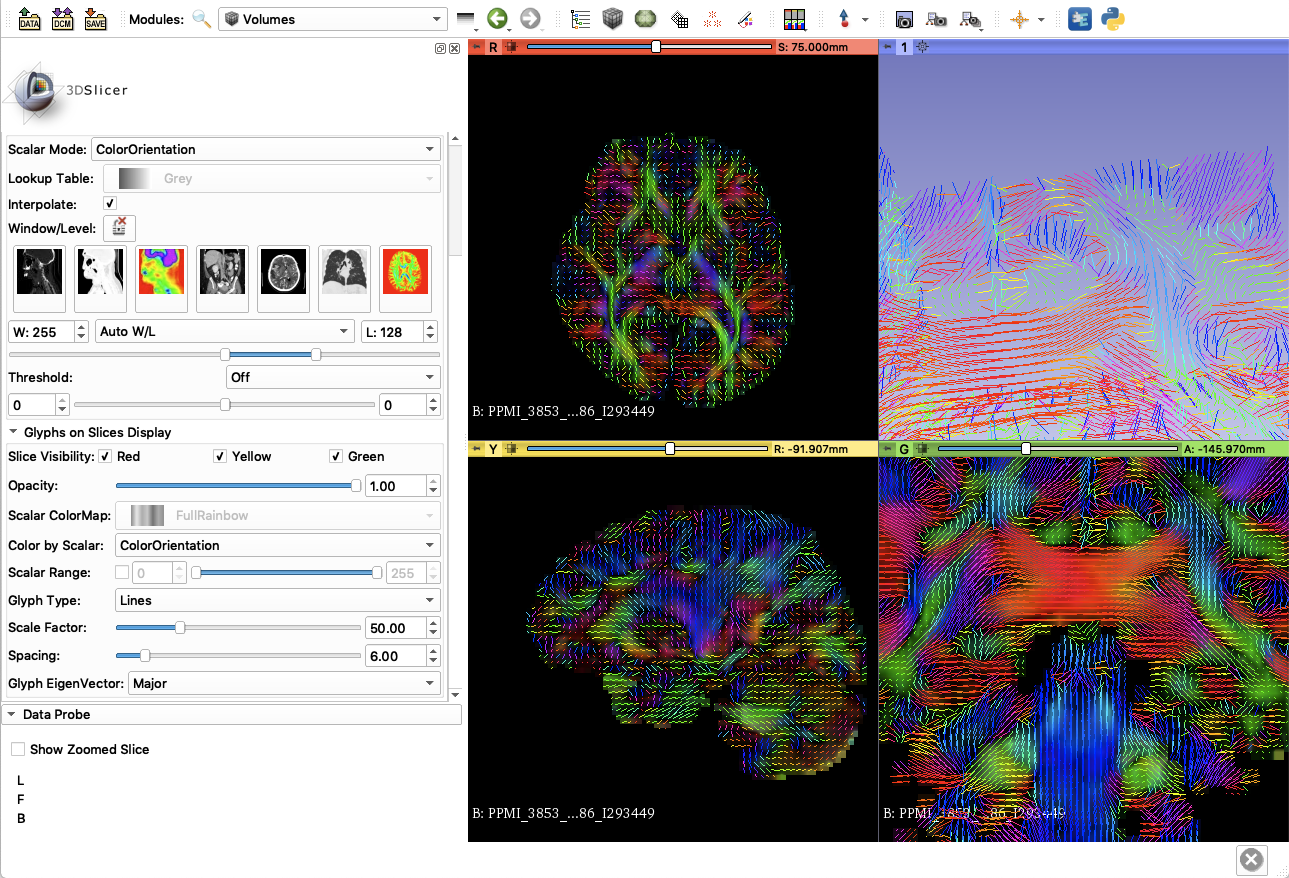 DATA DCM SAVE Modules: Volumes
R S: 75.000mm 1
3DSlicer
Scalar Mode: ColorOrientation
Lookup Table: Grey
Interpolate:
Window/Level:
W: 255 Auto W/L L: 128
Threshold: Off
0 0
B: PPMI_3853_...86_I293449
Glyphs on Slices Display
Y R: -91.907mm G A: -145.970mm
Slice Visibility: Red Yellow Green
Opacity: 1.00
Scalar ColorMap: FullRainbow
Color by Scalar: ColorOrientation
Scalar Range: 0 255
Glyph Type: Lines
Scale Factor: 50.00
Spacing: 6.00
Glyph EigenVector: Major
Data Probe
Show Zoomed Slice
L
F
B
B: PPMI_3853_...86_I293449 B: PPMI_3853_...86_I293449